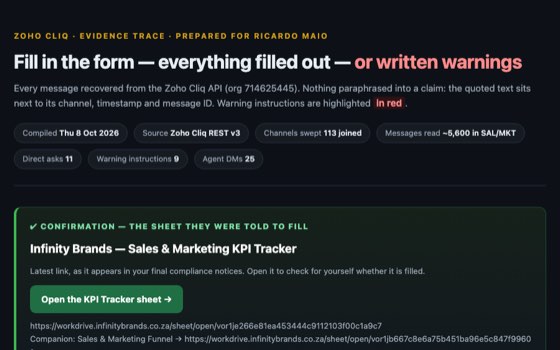 ZOHO CLIQ · EVIDENCE TRACE · PREPARED FOR RICARDO MAIO
Fill in the form — everything filled out — or written warnings
Every message recovered from the Zoho Cliq API (org 714625445). Nothing paraphrased into a claim: the quoted text sits
next to its channel, timestamp and message ID. Warning instructions are highlighted in red .
Compiled Thu 8 Oct 2026
Source Zoho Cliq REST v3
Channels swept 113 joined
Messages read ~5,600 in SAL/MKT
Direct asks 11
Warning instructions 9
Agent DMs 25
✔ CONFIRMATION — THE SHEET THEY WERE TOLD TO FILL
Infinity Brands — Sales & Marketing KPI Tracker
Latest link, as it appears in your final compliance notices. Open it to check for yourself whether it is filled.
Open the KPI Tracker sheet →
https://workdrive.infinitybrands.co.za/sheet/open/vor1je266e81ea453444c9112103f00c1a9c7
Companion: Sales & Marketing Funnel → https://workdrive.infinitybrands.co.za/sheet/open/vor1jb667c8e6a75b451ba96e5c847f9960